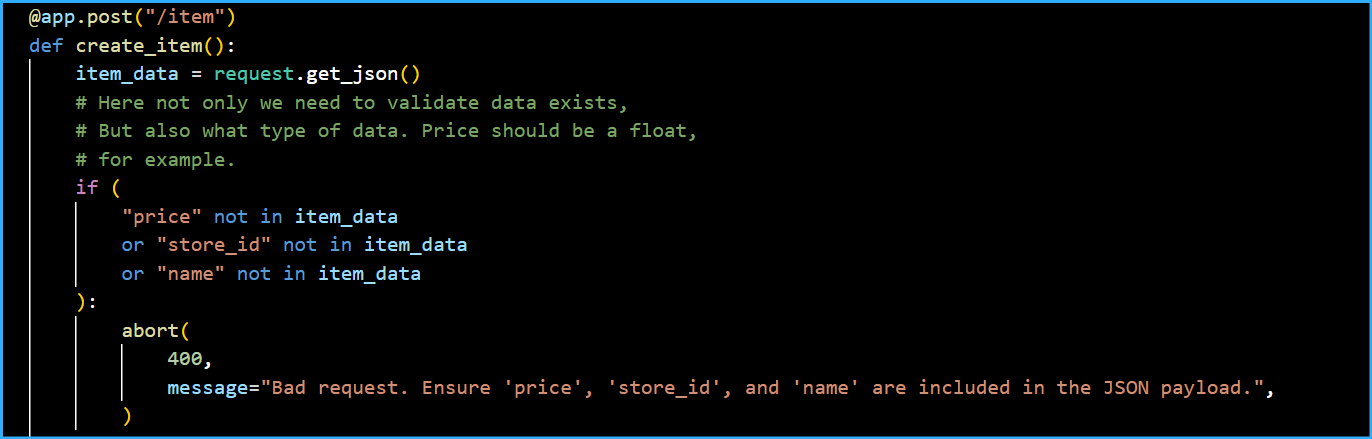 @app.post("/item")
def create_item():
    item_data = request.get_json()
    # Here not only we need to validate data exists,
    # But also what type of data. Price should be a float,
    # for example.
    if (
        "price" not in item_data
        or "store_id" not in item_data
        or "name" not in item_data
    ):
        abort(
            400,
            message="Bad request. Ensure 'price', 'store_id', and 'name' are included in the JSON payload.",
        )